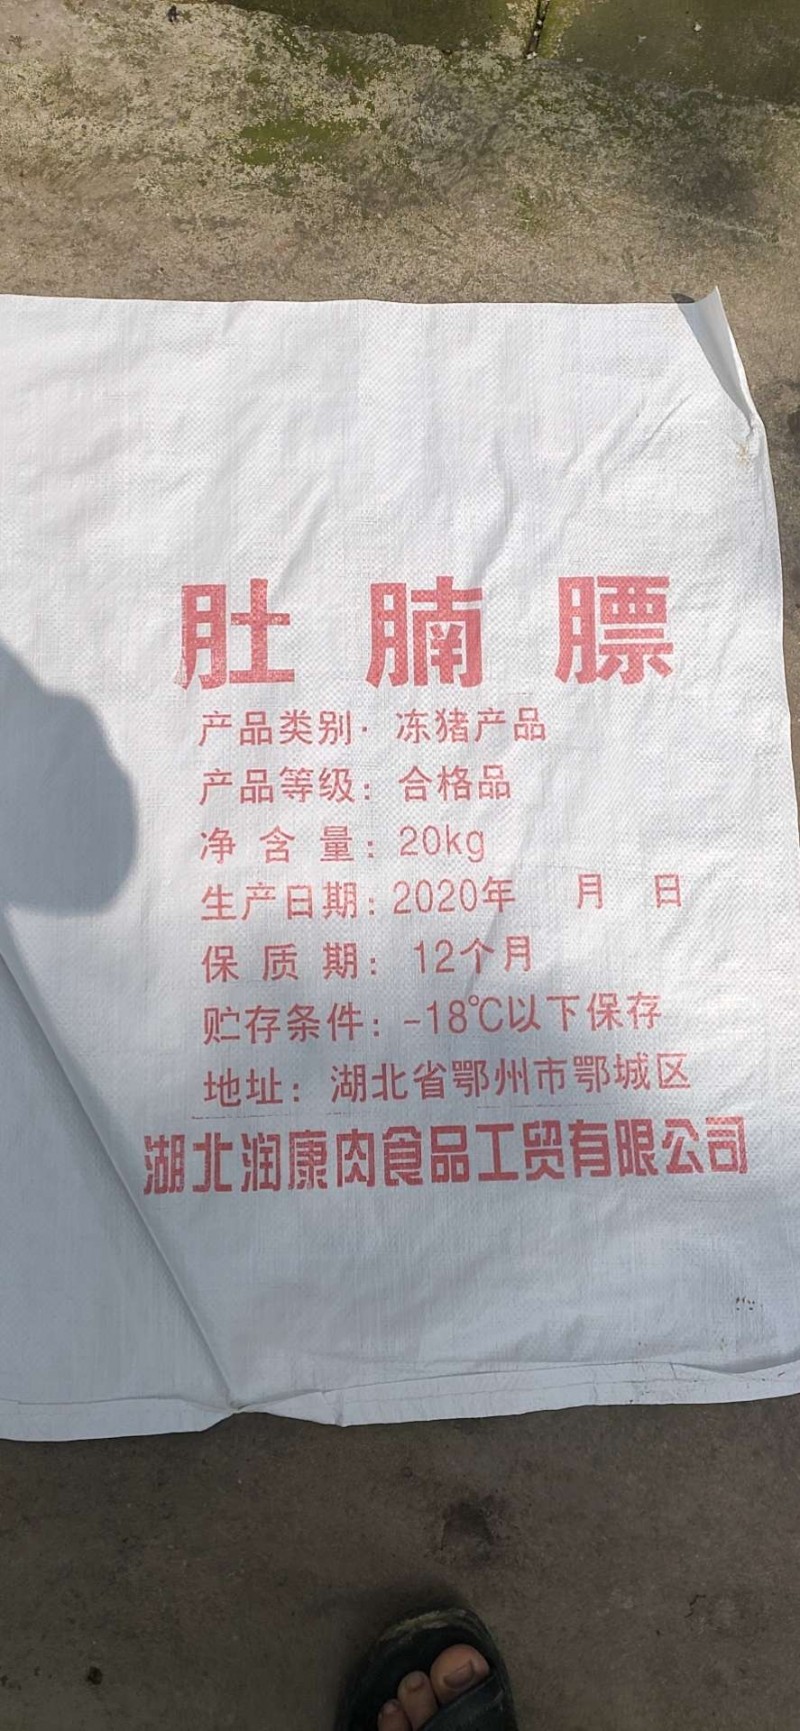 肚腩膘
产品类别：冻猪产品
产品等级：合格品
净含量：20kg
生产日期：2020年 月 日
保质期：12个月
贮存条件：-18℃以下保存
地址：湖北省鄂州市鄂城区
湖北润康肉食品工贸有限公司